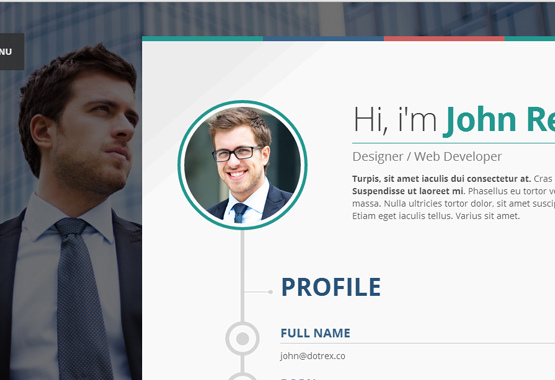 NU
Hi, i'm John Re
Designer / Web Developer
Turpis, sit amet iaculis dui consectetur at. Cras
Suspendisse ut laoreet mi. Phasellus eu tortor v
massa. Nulla ultricies tortor dolor, sit amet susci
Etiam eget iaculis tellus. Varius sit amet.
PROFILE
FULL NAME
john@dotrex.co